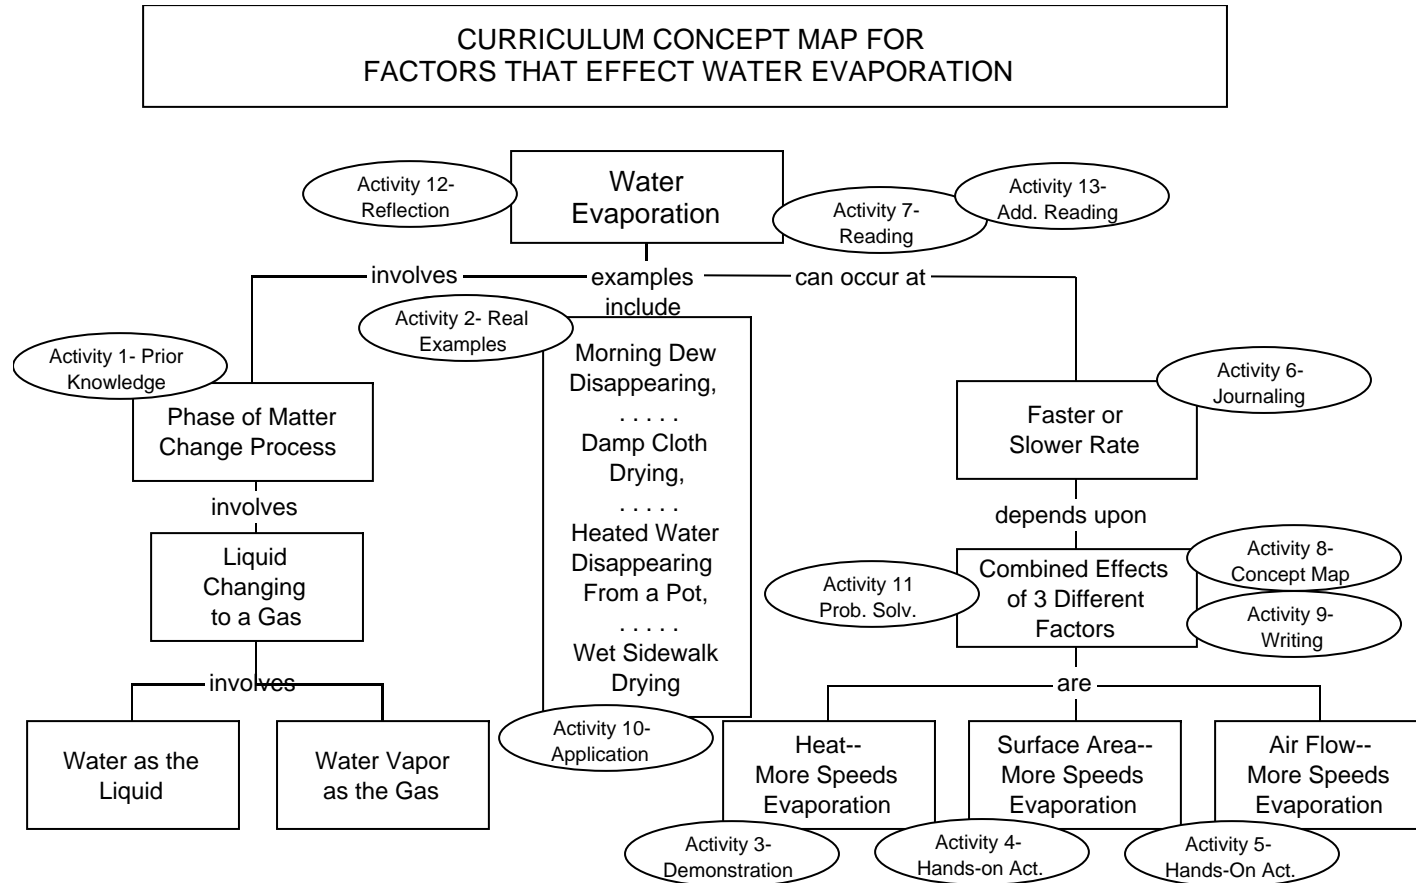 CURRICULUM CONCEPT MAP FOR
FACTORS THAT EFFECT WATER EVAPORATION
Activity 12-
Reflection
Water
Evaporation
Activity 7-
Reading
Activity 13-
Add. Reading
involves
examples
include
can occur at
Activity 1- Prior
Knowledge
Phase of Matter
Change Process
involves
Liquid
Changing
to a Gas
involves
Water as the
Liquid
Water Vapor
as the Gas
Activity 2- Real
Examples
Morning Dew
Disappearing,
. . . . .
Damp Cloth
Drying,
. . . . .
Heated Water
Disappearing
From a Pot,
. . . . .
Wet Sidewalk
Drying
Activity 10-
Application
Activity 6-
Journaling
Faster or
Slower Rate
depends upon
Activity 11
Prob. Solv.
Combined Effects
of 3 Different
Factors
Activity 8-
Concept Map
Activity 9-
Writing
are
Heat--
More Speeds
Evaporation
Surface Area--
More Speeds
Evaporation
Air Flow--
More Speeds
Evaporation
Activity 3-
Demonstration
Activity 4-
Hands-on Act.
Activity 5-
Hands-On Act.